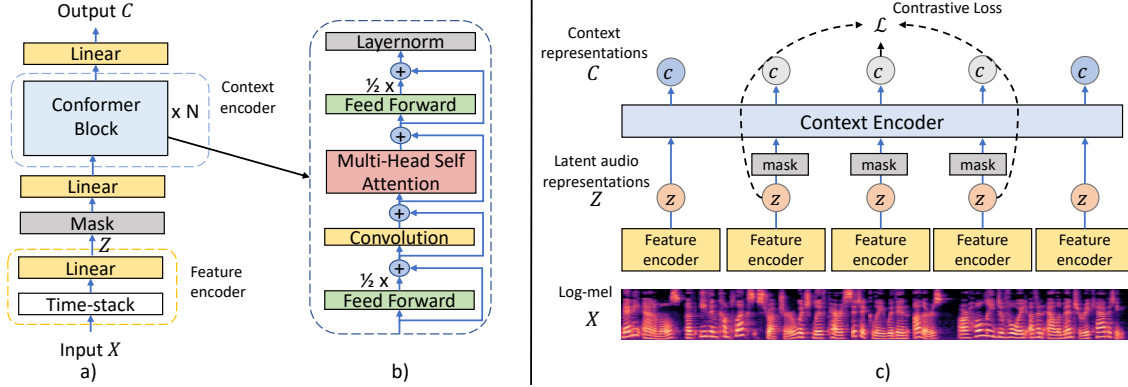 Output C
Linear
Conformer
Block
x N
Context
encoder
Linear
Mask
Z
Linear
Time-stack
Feature
encoder
Input X
a)
Layernorm
+
½ x
Feed Forward
+
Multi-Head Self
Attention
+
Convolution
+
½ x
Feed Forward
b)
Contrastive Loss
ℒ
Context
representations
C
c c c c c
Context Encoder
mask mask mask
Latent audio
representations
Z
z z z z z
Feature
encoder
Feature
encoder
Feature
encoder
Feature
encoder
Feature
encoder
Log-mel
X
c)